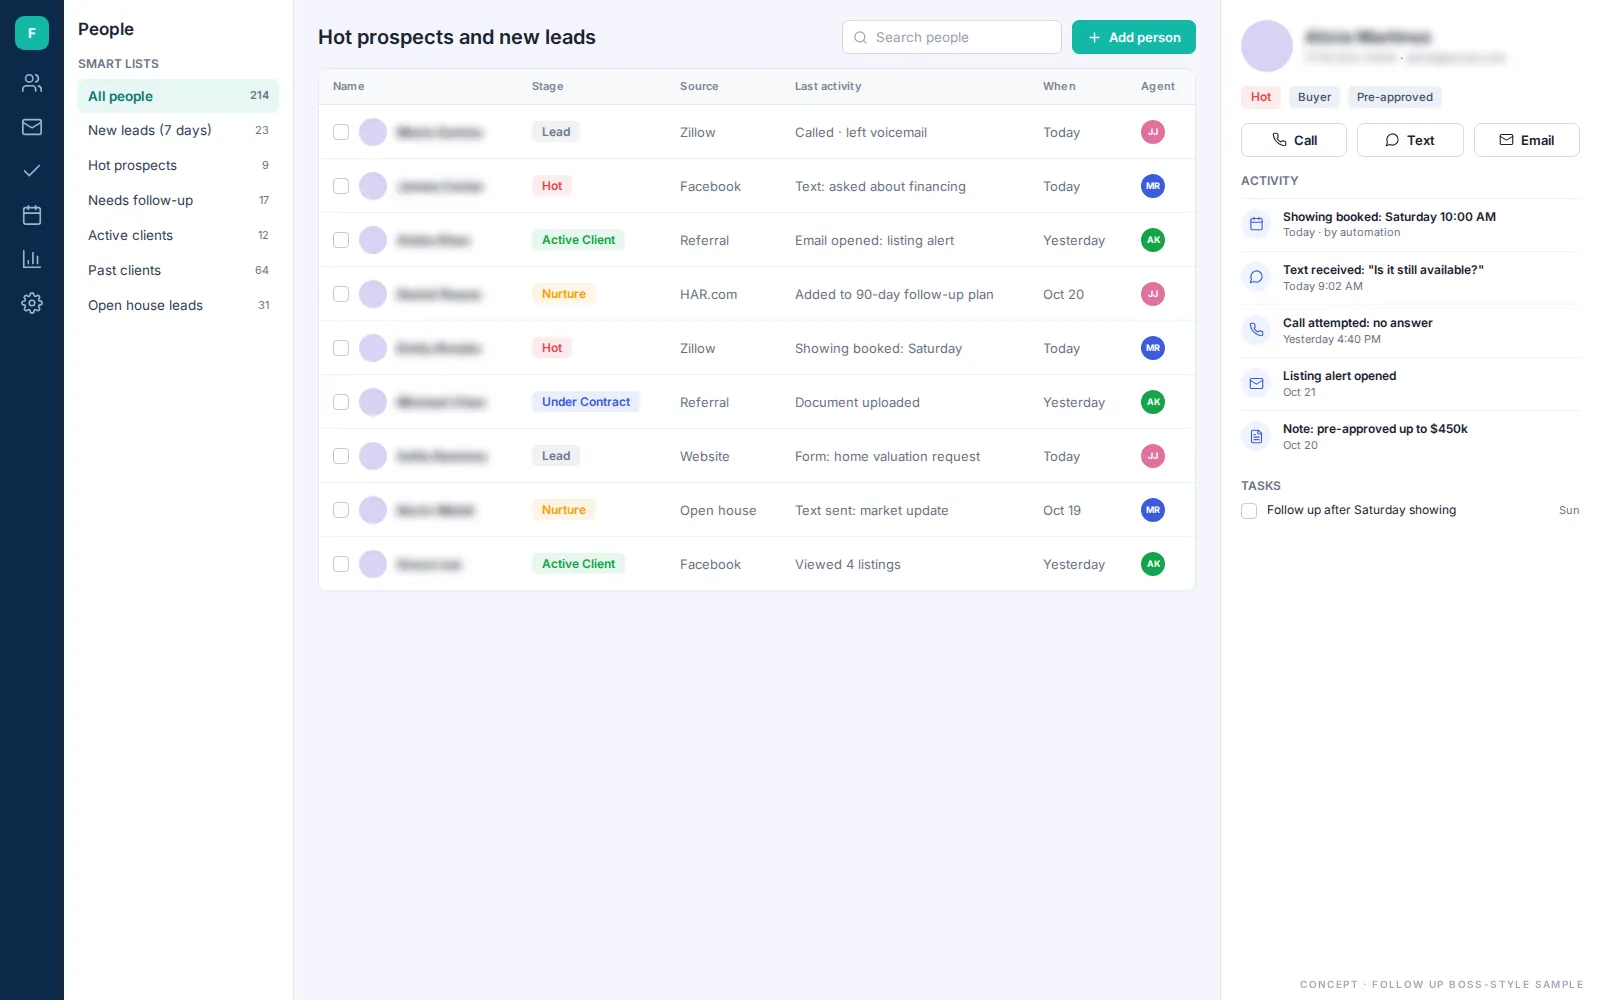 F
People
SMART LISTS
All people 214
New leads (7 days) 23
Hot prospects 9
Needs follow-up 17
Active clients 12
Past clients 64
Open house leads 31
Hot prospects and new leads
Search people
Add person
Name Stage Source Last activity When Agent
Lead Zillow Called · left voicemail Today JJ
Hot Facebook Text: asked about financing Today MR
Active Client Referral Email opened: listing alert Yesterday AK
Nurture HAR.com Added to 90-day follow-up plan Oct 20 JJ
Hot Zillow Showing booked: Saturday Today MR
Under Contract Referral Document uploaded Yesterday AK
Lead Website Form: home valuation request Today JJ
Nurture Open house Text sent: market update Oct 19 MR
Active Client Facebook Viewed 4 listings Yesterday AK
Hot Buyer Pre-approved
Call Text Email
ACTIVITY
Showing booked: Saturday 10:00 AM
Today · by automation
Text received: "Is it still available?"
Today 9:02 AM
Call attempted: no answer
Yesterday 4:40 PM
Listing alert opened
Oct 21
Note: pre-approved up to $450k
Oct 20
TASKS
Follow up after Saturday showing Sun
CONCEPT · FOLLOW UP BOSS-STYLE SAMPLE